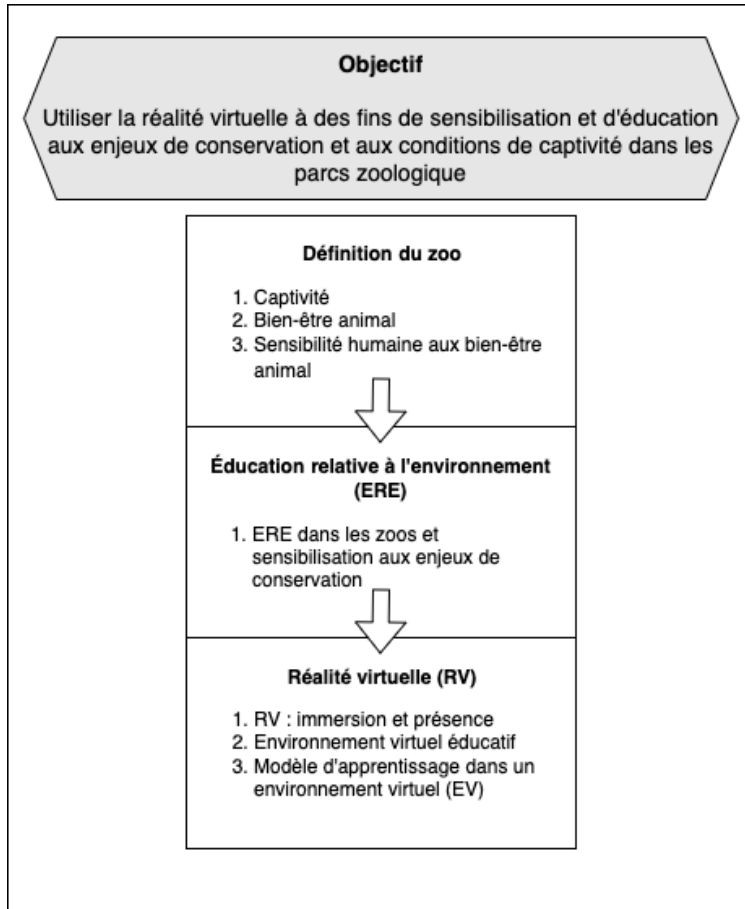 Objectif
Utiliser la réalité virtuelle à des fins de sensibilisation et d'éducation
aux enjeux de conservation et aux conditions de captivité dans les
parcs zoologique
Définition du zoo
1. Captivité
2. Bien-être animal
3. Sensibilité humaine aux bien-être
animal
Éducation relative à l'environnement
(ERE)
1. ERE dans les zoos et
sensibilisation aux enjeux de
conservation
Réalité virtuelle (RV)
1. RV : immersion et présence
2. Environnement virtuel éducatif
3. Modèle d'apprentissage dans un
environnement virtuel (EV)